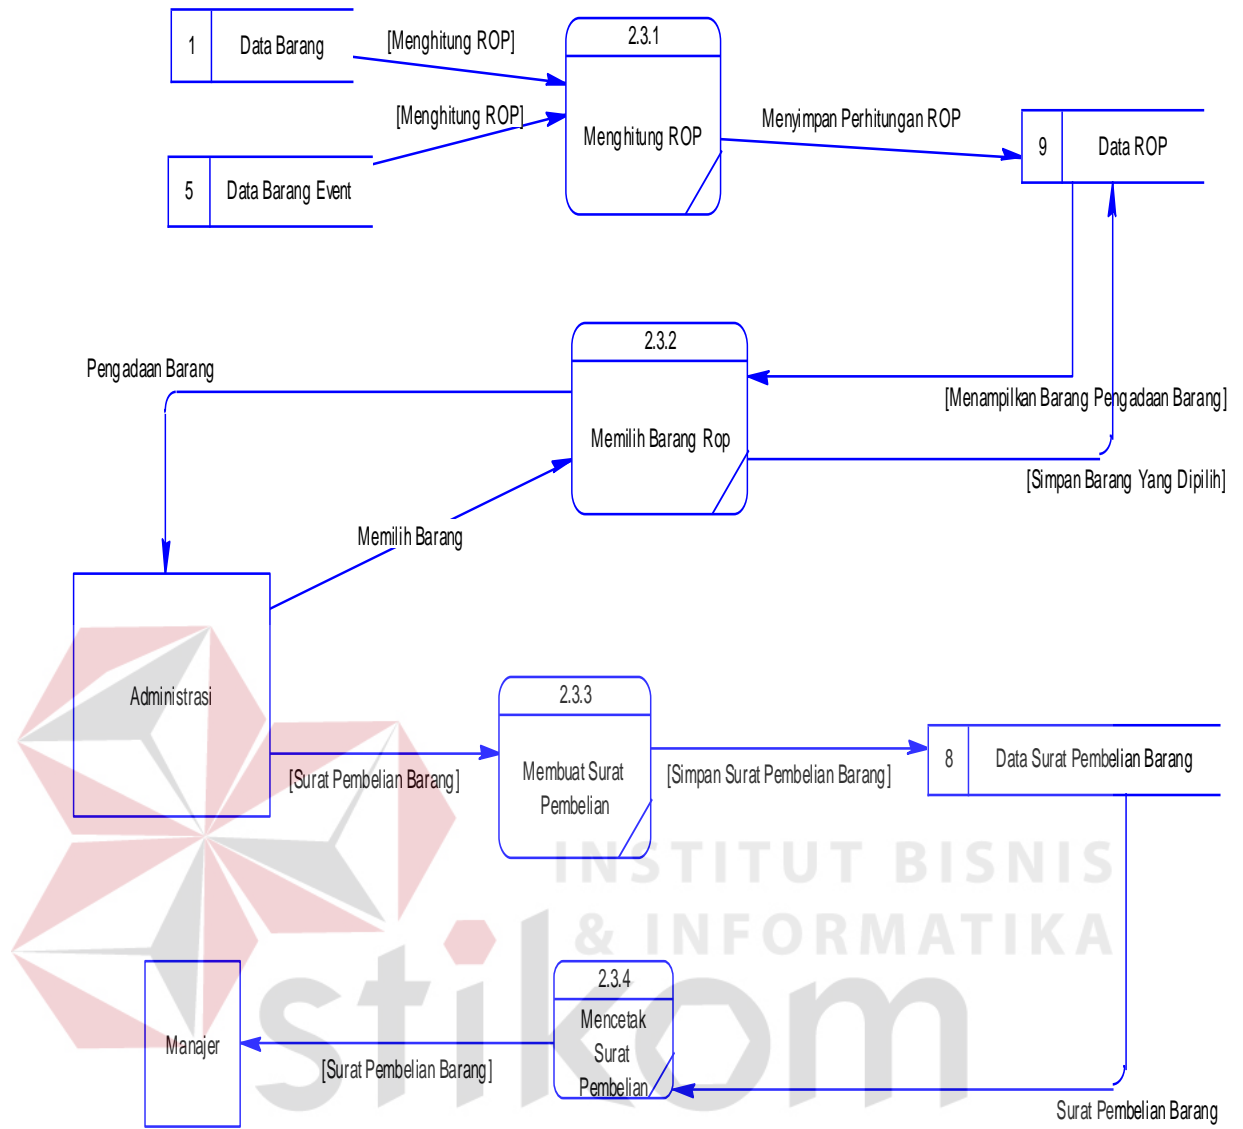 1 Data Barang
[Menghitung ROP]
2.3.1
Menghitung ROP
[Menghitung ROP]
5 Data Barang Event
Menyimpan Perhitungan ROP
9 Data ROP
2.3.2
Memilih Barang Rop
Pengadaan Barang
[Menampilkan Barang Pengadaan Barang]
[Simpan Barang Yang Dipilih]
Memilih Barang
Administrasi
[Surat Pembelian Barang]
2.3.3
Membuat Surat
Pembelian
[Simpan Surat Pembelian Barang]
8 Data Surat Pembelian Barang
INSTITUT BISNIS
& INFORMATIKA
stikom
2.3.4
Mencetak
Surat
Pembelian
Manajer
[Surat Pembelian Barang]
Surat Pembelian Barang